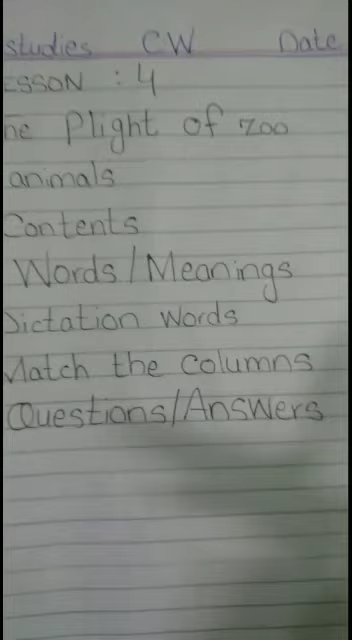 studies CW Date
ESSON : 4
he Plight of zoo
animals
Contents
Words/Meanings
Dictation words
Match the columns
Questions/Answers